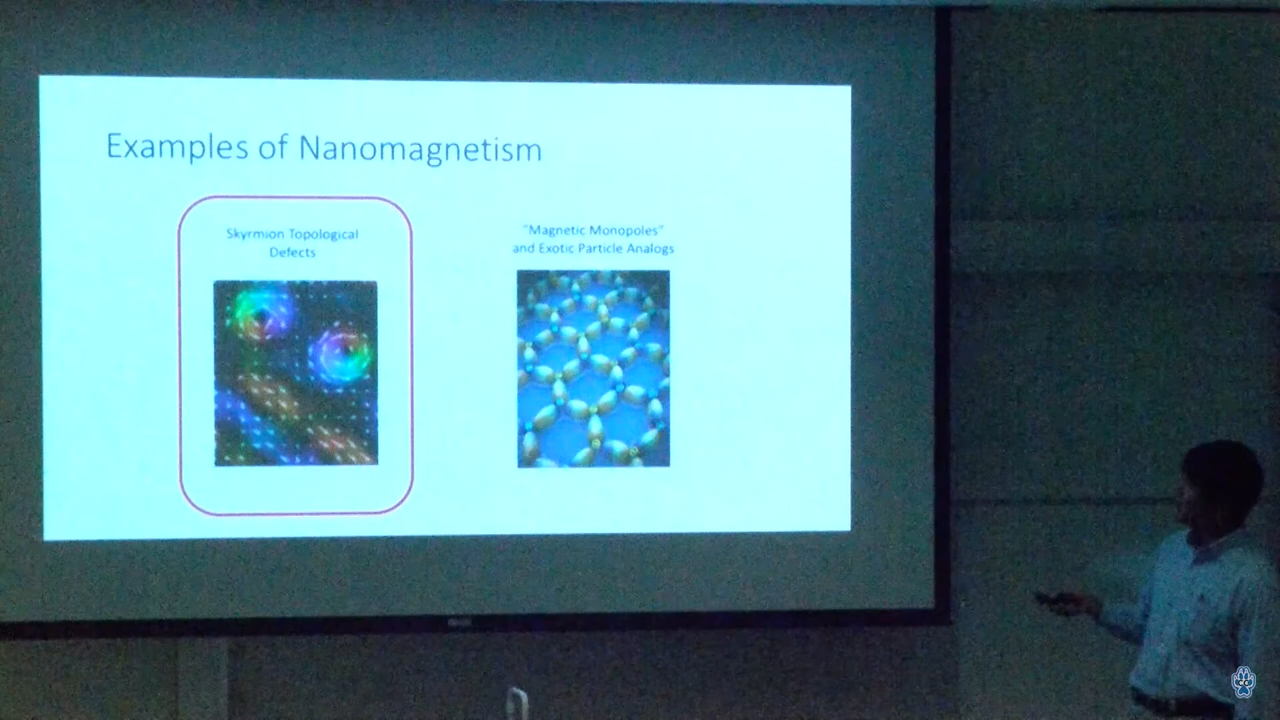 Examples of Nanomagnetism
Skyrmion Topological
Defects
"Magnetic Monopoles"
and Exotic Particle Analogs